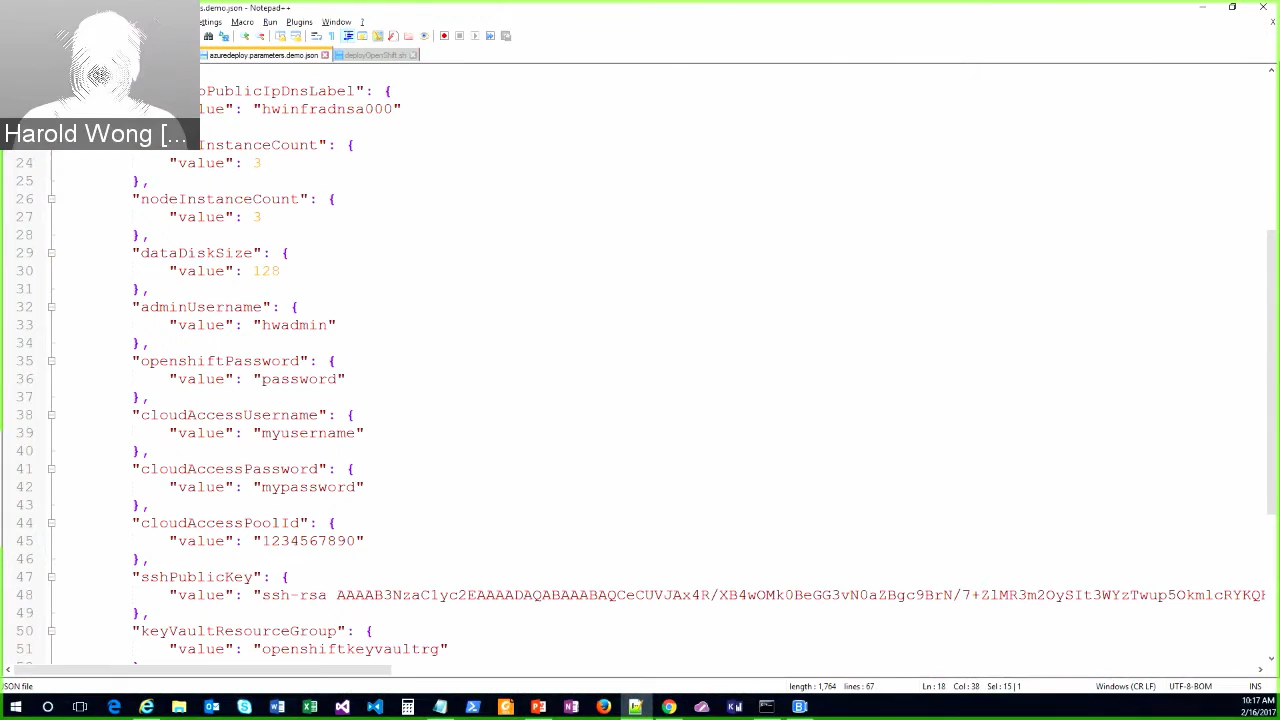 s.demo.json - Notepad++
ettings Macro Run Plugins Window ?
azuredeploy.parameters.demo.json deployOpenShift.sh
Harold Wong [...
oPublicIpDnsLabel": {
lue": "hwinfradnsa000"
InstanceCount": {
24 "value": 3
25 },
26 "nodeInstanceCount": {
27 "value": 3
28 },
29 "dataDiskSize": {
30 "value": 128
31 },
32 "adminUsername": {
33 "value": "hwadmin"
34 },
35 "openshiftPassword": {
36 "value": "password"
37 },
38 "cloudAccessUsername": {
39 "value": "myusername"
40 },
41 "cloudAccessPassword": {
42 "value": "mypassword"
43 },
44 "cloudAccessPoolId": {
45 "value": "1234567890"
46 },
47 "sshPublicKey": {
48 "value": "ssh-rsa AAAAB3NzaC1yc2EAAAADAQABAAABAQCeCUVJAx4R/XB4wOMk0BeGG3vN0aZBgc9BrN/7+ZlMR3m2OySIt3WYzTwup5OkmlcRYKQH
49 },
50 "keyVaultResourceGroup": {
51 "value": "openshiftkeyvaultrg"
JSON file length : 1,764 lines : 67 Ln : 18 Col : 38 Sel : 15 | 1 Windows (CR LF) UTF-8-BOM INS
10:17 AM
2/16/2017